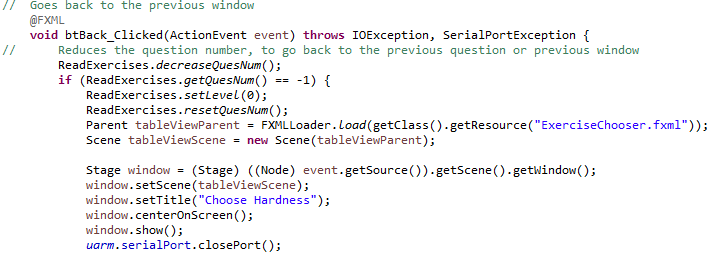 //  Goes back to the previous window
    @FXML
    void btBack_Clicked(ActionEvent event) throws IOException, SerialPortException {
//      Reduces the question number, to go back to the previous question or previous window
        ReadExercises.decreaseQuesNum();
        if (ReadExercises.getQuesNum() == -1) {
            ReadExercises.setLevel(0);
            ReadExercises.resetQuesNum();
            Parent tableViewParent = FXMLLoader.load(getClass().getResource("ExerciseChooser.fxml"));
            Scene tableViewScene = new Scene(tableViewParent);

            Stage window = (Stage) ((Node) event.getSource()).getScene().getWindow();
            window.setScene(tableViewScene);
            window.setTitle("Choose Hardness");
            window.centerOnScreen();
            window.show();
            uarm.serialPort.closePort();